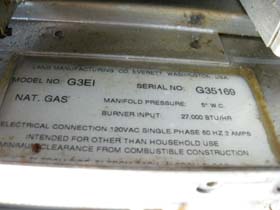 LANG MANUFACTURING CO. EVERETT, WASHINGTON, USA
MODEL NO: G3EI SERIAL NO: G35169
NAT. GAS MANIFOLD PRESSURE: 5" W.C.
BURNER INPUT: 27,000 BTU/HR
ELECTRICAL CONNECTION 120VAC SINGLE PHASE 60 HZ 2 AMPS
INTENDED FOR OTHER THAN HOUSEHOLD USE
MINIMUM CLEARANCE FROM COMBUSTIBLE CONSTRUCTION